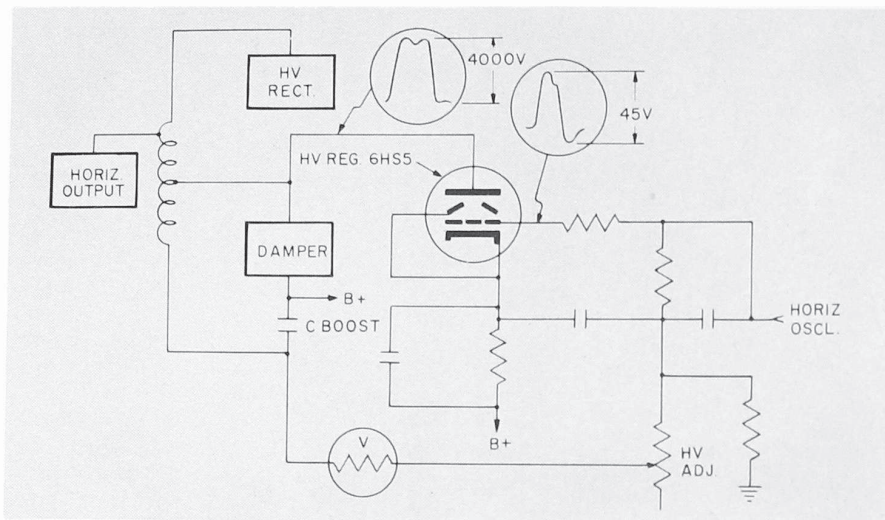 HV
RECT.
4000V
45V
HORIZ.
OUTPUT
HV REG. 6HS5
DAMPER
B+
C BOOST
HORIZ
OSCL.
B+
V
HV
ADJ.